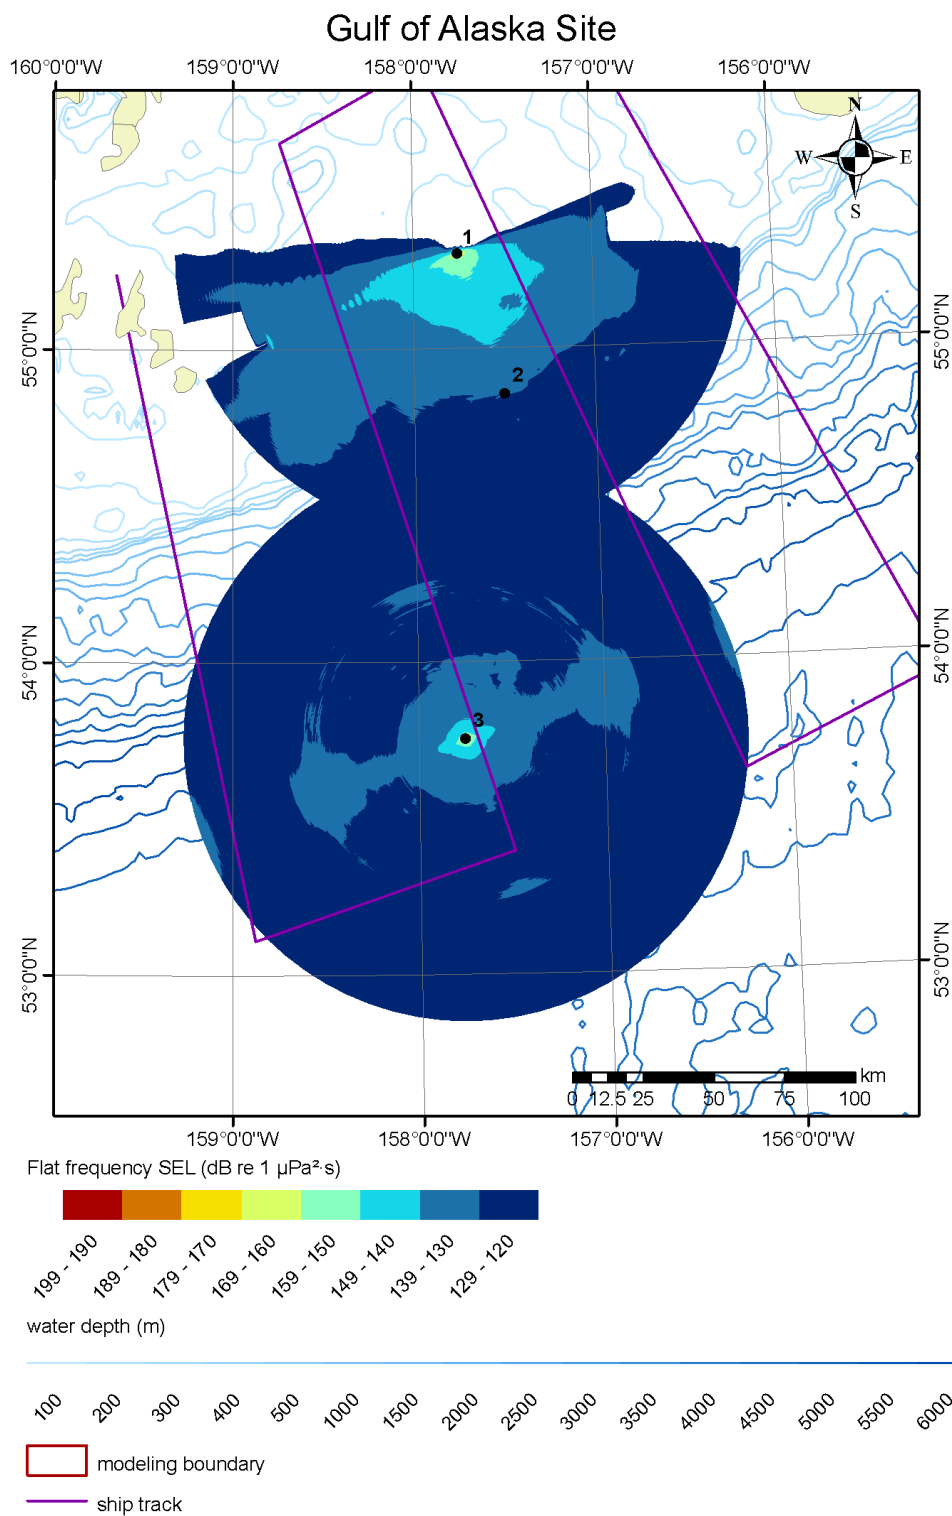 Gulf of Alaska Site
160°0'0"W 159°0'0"W 158°0'0"W 157°0'0"W 156°0'0"W
N
W E
S
1
55°0'0"N 55°0'0"N
2
54°0'0"N 54°0'0"N
3
53°0'0"N 53°0'0"N
km
0 12.5 25 50 75 100
159°0'0"W 158°0'0"W 157°0'0"W 156°0'0"W
Flat frequency SEL (dB re 1 µPa²·s)
199 - 190 189 - 180 179 - 170 169 - 160 159 - 150 149 - 140 139 - 130 129 - 120
water depth (m)
100 200 300 400 500 1000 1500 2000 2500 3000 3500 4000 4500 5000 5500 6000
modeling boundary
ship track